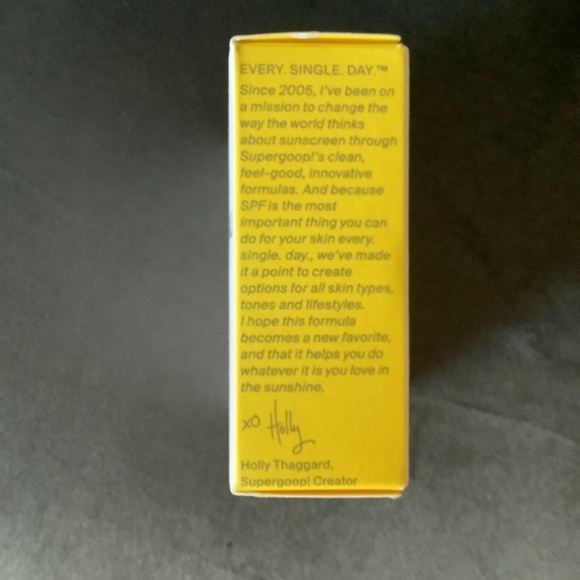 EVERY. SINGLE. DAY.™
Since 2005, I've been on
a mission to change the
way the world thinks
about sunscreen through
Supergoop!'s clean,
feel-good, innovative
formulas. And because
SPF is the most
important thing you can
do for your skin every.
single. day., we've made
it a point to create
options for all skin types,
tones and lifestyles.
I hope this formula
becomes a new favorite,
and that it helps you do
whatever it is you love in
the sunshine.
xo Holly
Holly Thaggard,
Supergoop! Creator